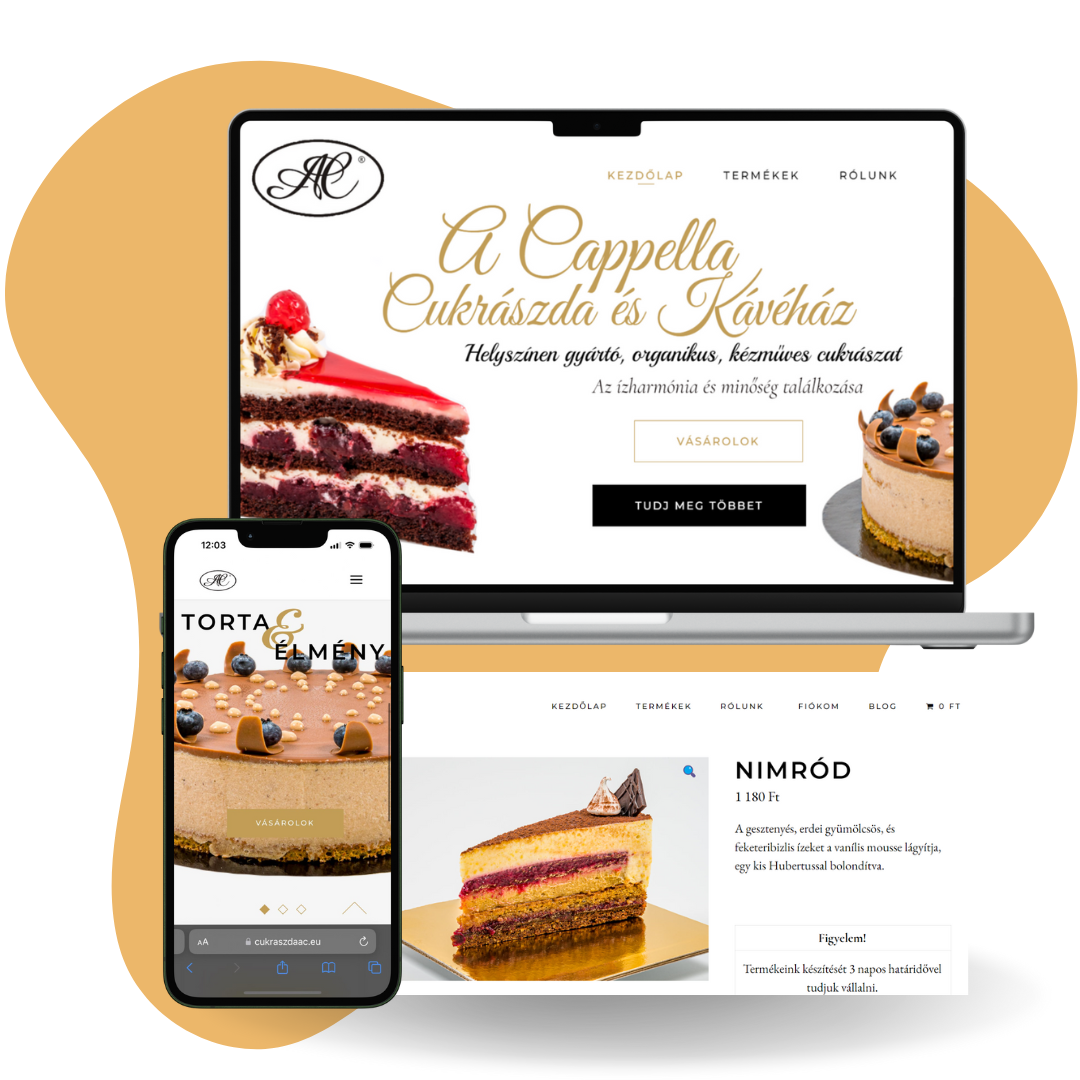 AC ®
KEZDŐLAP TERMÉKEK RÓLUNK
A Cappella
Cukrászda és Kávéház
Helyszínen gyártó, organikus, kézműves cukrászat
Az ízharmónia és minőség találkozása
VÁSÁROLOK
TUDJ MEG TÖBBET
12:03
AC
TORTA &
ÉLMÉNY
VÁSÁROLOK
AA cukraszdaac.eu
KEZDŐLAP TERMÉKEK RÓLUNK FIÓKOM BLOG 0 FT
NIMRÓD
1 180 Ft
A gesztenyés, erdei gyümölcsös, és
feketeribizlis ízeket a vanílis mousse lágyítja,
egy kis Hubertussal bolondítva.
Figyelem!
Termékeink készítését 3 napos határidővel
tudjuk vállalni.